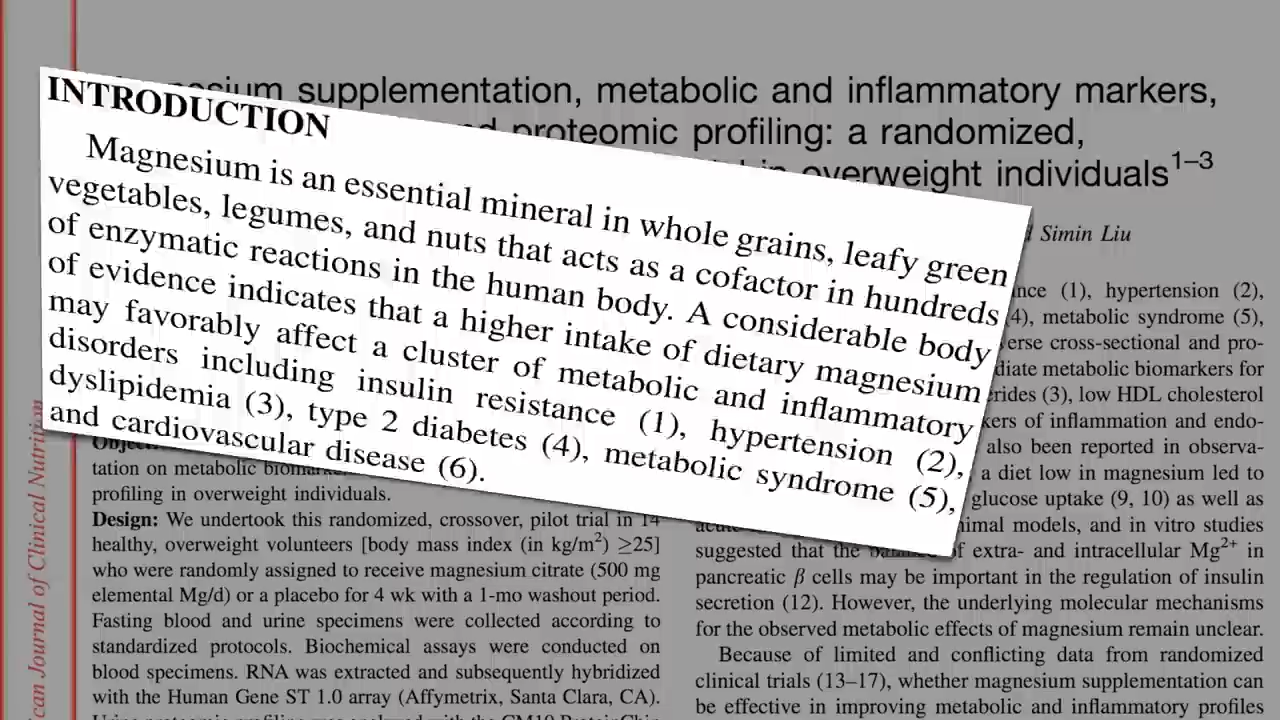 sium supplementation, metabolic and inflammatory markers,
proteomic profiling: a randomized,
in overweight individuals1–3
Simin Liu
INTRODUCTION
Magnesium is an essential mineral in whole grains, leafy green
vegetables, legumes, and nuts that acts as a cofactor in hundreds
of enzymatic reactions in the human body. A considerable body
of evidence indicates that a higher intake of dietary magnesium
may favorably affect a cluster of metabolic and inflammatory
disorders including insulin resistance (1), hypertension (2),
dyslipidemia (3), type 2 diabetes (4), metabolic syndrome (5),
and cardiovascular disease (6).
can Journal of Clinical Nutrition
tation on metabolic
profiling in overweight individuals.
Design: We undertook this randomized, crossover, pilot trial in 14
healthy, overweight volunteers [body mass index (in kg/m²) ≥25]
who were randomly assigned to receive magnesium citrate (500 mg
elemental Mg/d) or a placebo for 4 wk with a 1-mo washout period.
Fasting blood and urine specimens were collected according to
standardized protocols. Biochemical assays were conducted on
blood specimens. RNA was extracted and subsequently hybridized
with the Human Gene ST 1.0 array (Affymetrix, Santa Clara, CA).
nce (1), hypertension (2),
(4), metabolic syndrome (5),
erse cross-sectional and pro-
diate metabolic biomarkers for
rides (3), low HDL cholesterol
kers of inflammation and endo-
also been reported in observa-
a diet low in magnesium led to
glucose uptake (9, 10) as well as
imal models, and in vitro studies
suggested that the of extra- and intracellular Mg²⁺ in
pancreatic β cells may be important in the regulation of insulin
secretion (12). However, the underlying molecular mechanisms
for the observed metabolic effects of magnesium remain unclear.
Because of limited and conflicting data from randomized
clinical trials (13–17), whether magnesium supplementation can
be effective in improving metabolic and inflammatory profiles